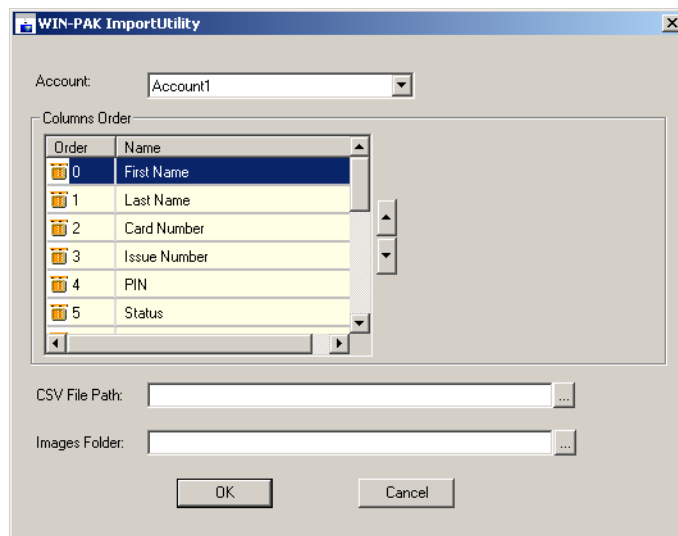 WIN-PAK ImportUtility
Account: Account1
Columns Order
Order Name
0 First Name
1 Last Name
2 Card Number
3 Issue Number
4 PIN
5 Status
CSV File Path: ...
Images Folder: ...
OK Cancel